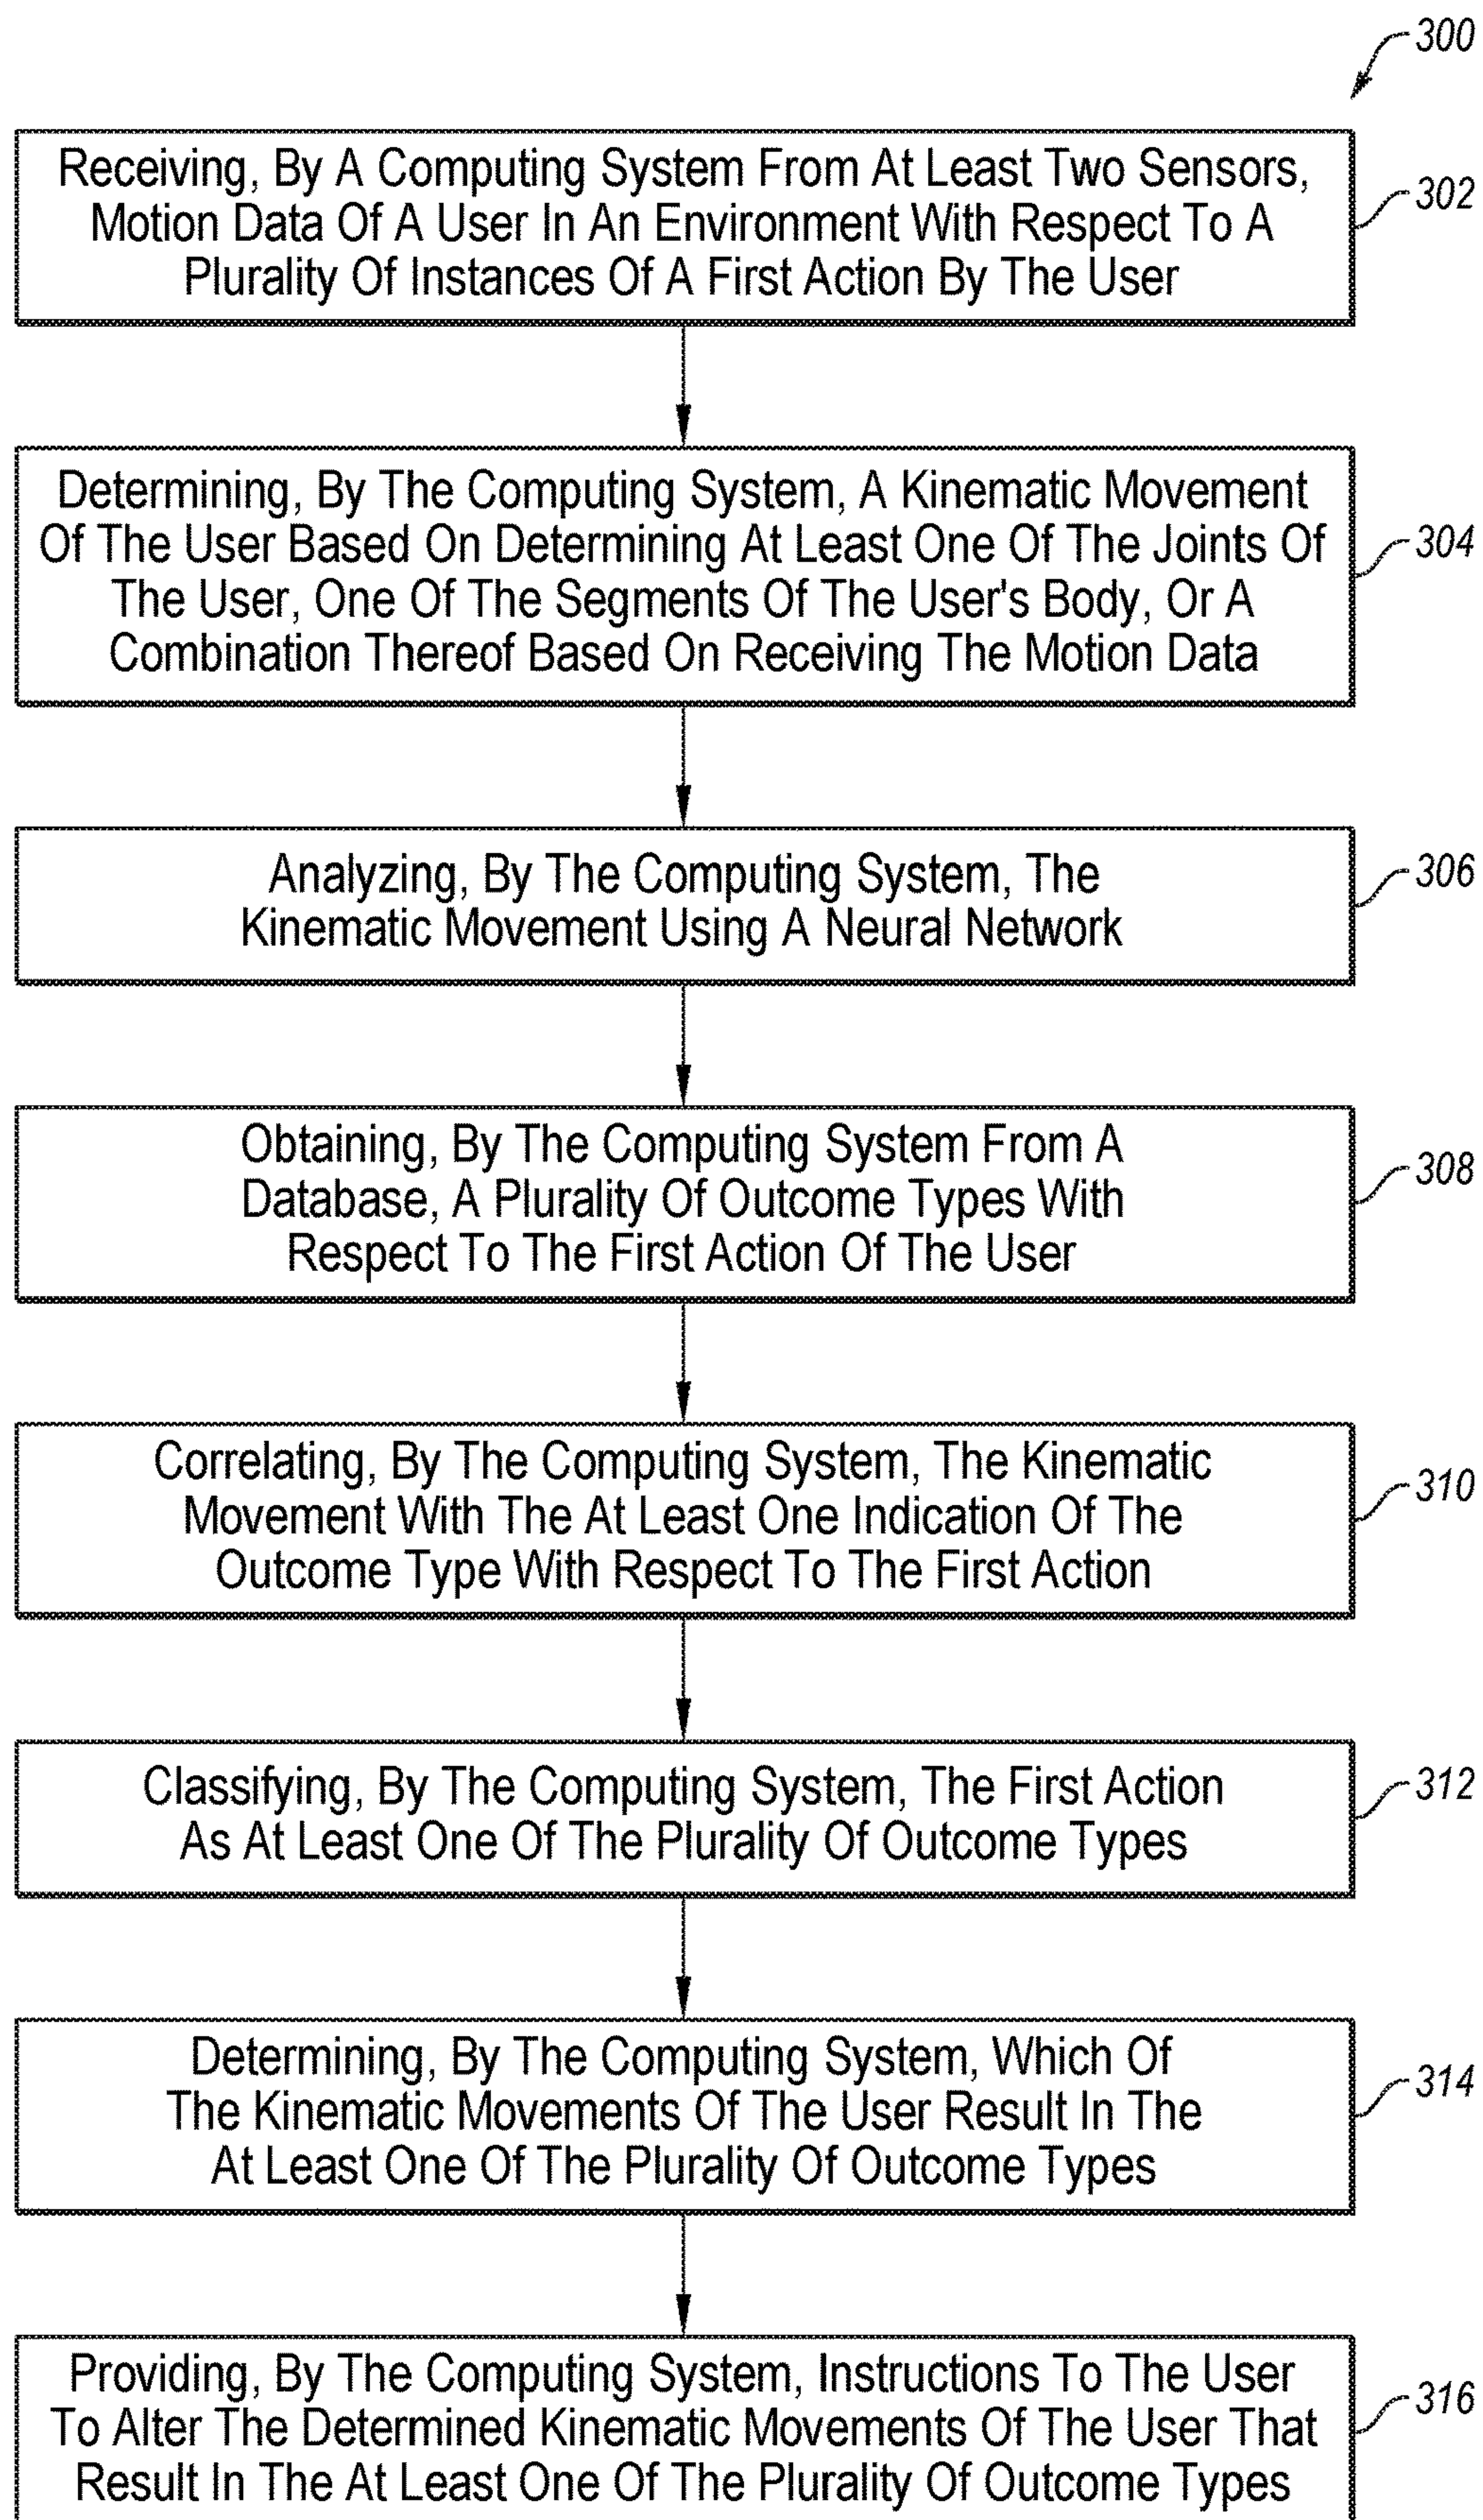 300
Receiving, By A Computing System From At Least Two Sensors,
Motion Data Of A User In An Environment With Respect To A
Plurality Of Instances Of A First Action By The User
302
Determining, By The Computing System, A Kinematic Movement
Of The User Based On Determining At Least One Of The Joints Of
The User, One Of The Segments Of The User's Body, Or A
Combination Thereof Based On Receiving The Motion Data
304
Analyzing, By The Computing System, The
Kinematic Movement Using A Neural Network
306
Obtaining, By The Computing System From A
Database, A Plurality Of Outcome Types With
Respect To The First Action Of The User
308
Correlating, By The Computing System, The Kinematic
Movement With The At Least One Indication Of The
Outcome Type With Respect To The First Action
310
Classifying, By The Computing System, The First Action
As At Least One Of The Plurality Of Outcome Types
312
Determining, By The Computing System, Which Of
The Kinematic Movements Of The User Result In The
At Least One Of The Plurality Of Outcome Types
314
Providing, By The Computing System, Instructions To The User
To Alter The Determined Kinematic Movements Of The User That
Result In The At Least One Of The Plurality Of Outcome Types
316